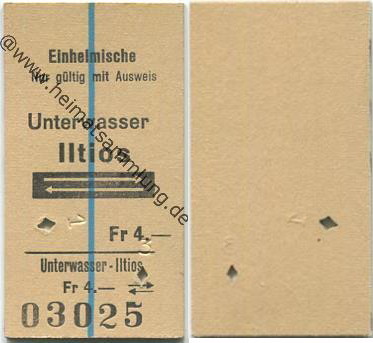 Einheimische
Nur gültig mit Ausweis
Unterwasser
Iltios
Fr 4.—
Unterwasser-Iltios
Fr 4.—
03025
@www.heimatsammlung.de